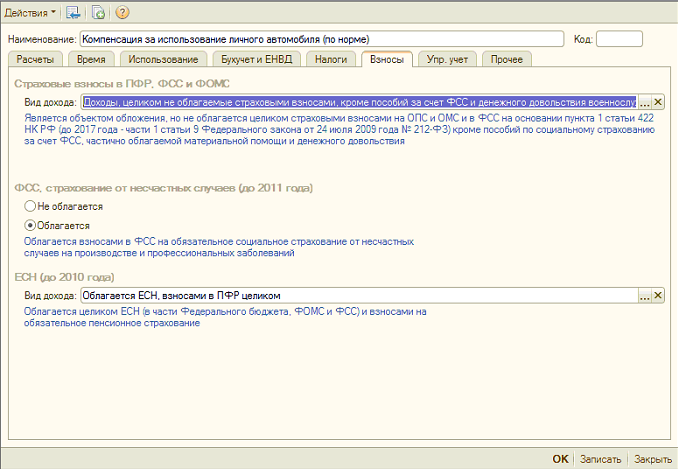 Действия
Наименование: Компенсация за использование личного автомобиля (по норме) Код:
Расчеты Время Использование Бухучет и ЕНВД Налоги Взносы Упр. учет Прочее
Страховые взносы в ПФР, ФСС и ФОМС
Вид дохода: Доходы, целиком не облагаемые страховыми взносами, кроме пособий за счет ФСС и денежного довольствия военнослу ... ×
Является объектом обложения, но не облагается целиком страховыми взносами на ОПС и ОМС и в ФСС на основании пункта 1 статьи 422
НК РФ (до 2017 года - части 1 статьи 9 Федерального закона от 24 июля 2009 года № 212-ФЗ) кроме пособий по социальному страхованию
за счет ФСС, частично облагаемой материальной помощи и денежного довольствия
ФСС, страхование от несчастных случаев (до 2011 года)
Не облагается
Облагается
Облагается взносами в ФСС на обязательное социальное страхование от несчастных
случаев на производстве и профессиональных заболеваний
ЕСН (до 2010 года)
Вид дохода: Облагается ЕСН, взносами в ПФР целиком ... ×
Облагается целиком ЕСН (в части Федерального бюджета, ФОМС и ФСС) и взносами на
обязательное пенсионное страхование
OK Записать Закрыть